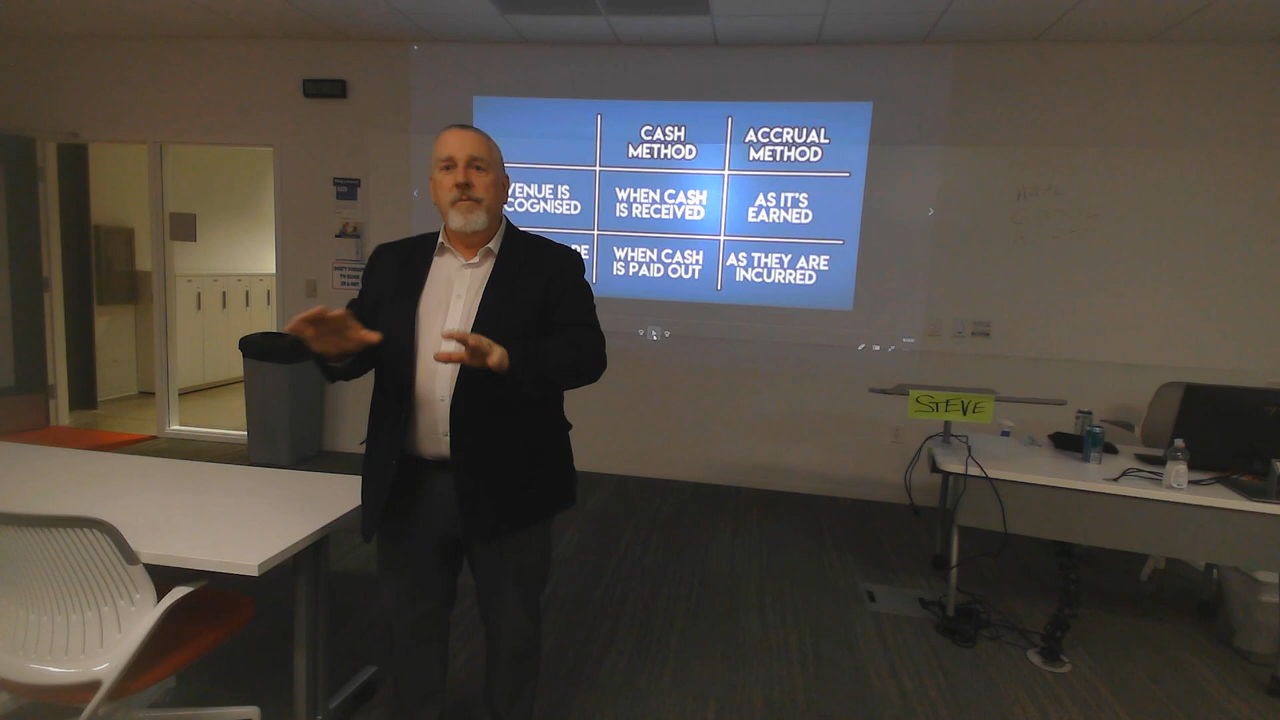 CASH
METHOD
ACCRUAL
METHOD
VENUE IS
COGNISED
WHEN CASH
IS RECEIVED
AS IT'S
EARNED
RE
WHEN CASH
IS PAID OUT
AS THEY ARE
INCURRED
STEVE